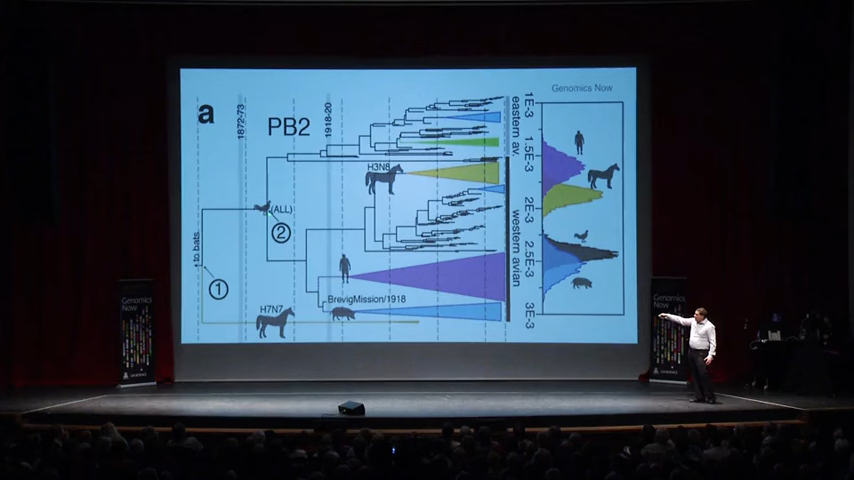 a
1872-73
PB2
1918-20
H3N8
(ALL)
2
to bats
1
H7N7
BrevigMission/1918
eastern av.
western avian
Genomics Now
1E-3
1.5E-3
2E-3
2.5E-3
3E-3
Genomics
Now
Genomics
Now